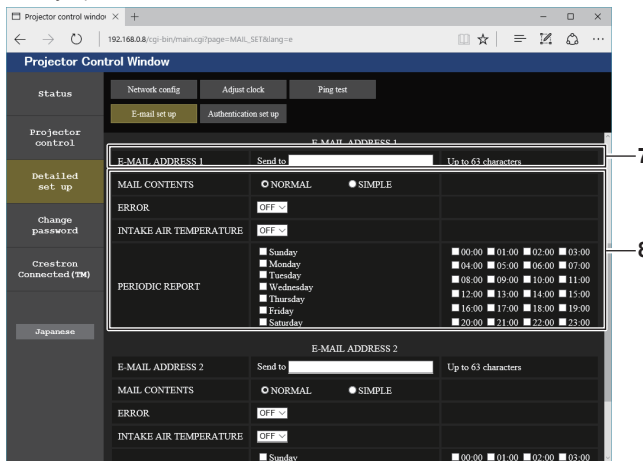 Projector control windo
192.168.0.8/cgi-bin/main.cgi?page=MAIL_SET&lang=e
Projector Control Window
Status
Network config Adjust clock Ping test
E-mail set up Authentication set up
Projector control
Detailed set up
Change password
Crestron Connected(TM)
Japanese
E-MAIL ADDRESS 1
E-MAIL ADDRESS 1 Send to Up to 63 characters
7
MAIL CONTENTS NORMAL SIMPLE
ERROR OFF
INTAKE AIR TEMPERATURE OFF
8
PERIODIC REPORT
Sunday 00:00 01:00 02:00 03:00
Monday 04:00 05:00 06:00 07:00
Tuesday 08:00 09:00 10:00 11:00
Wednesday 12:00 13:00 14:00 15:00
Thursday 16:00 17:00 18:00 19:00
Friday 20:00 21:00 22:00 23:00
Saturday
E-MAIL ADDRESS 2
E-MAIL ADDRESS 2 Send to Up to 63 characters
MAIL CONTENTS NORMAL SIMPLE
ERROR OFF
INTAKE AIR TEMPERATURE OFF
Sunday 00:00 01:00 02:00 03:00